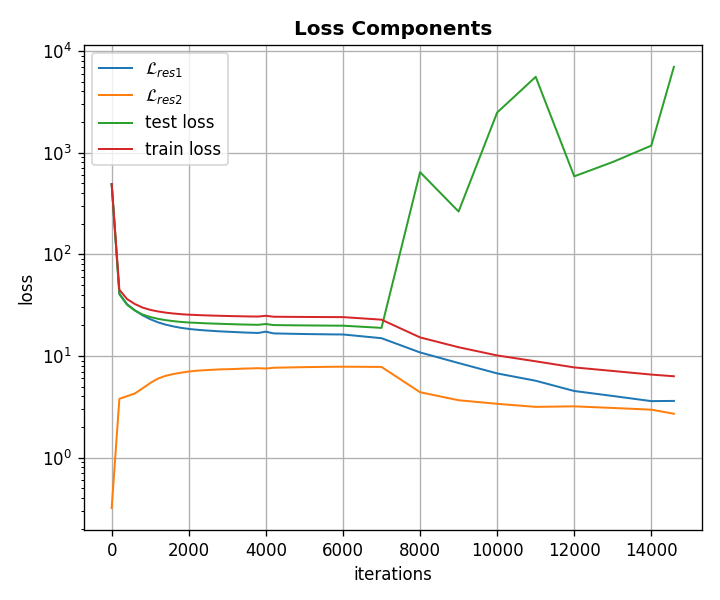 Loss Components
10⁴
10³
10²
10¹
10⁰
loss
ℒres1
ℒres2
test loss
train loss
0 2000 4000 6000 8000 10000 12000 14000
iterations